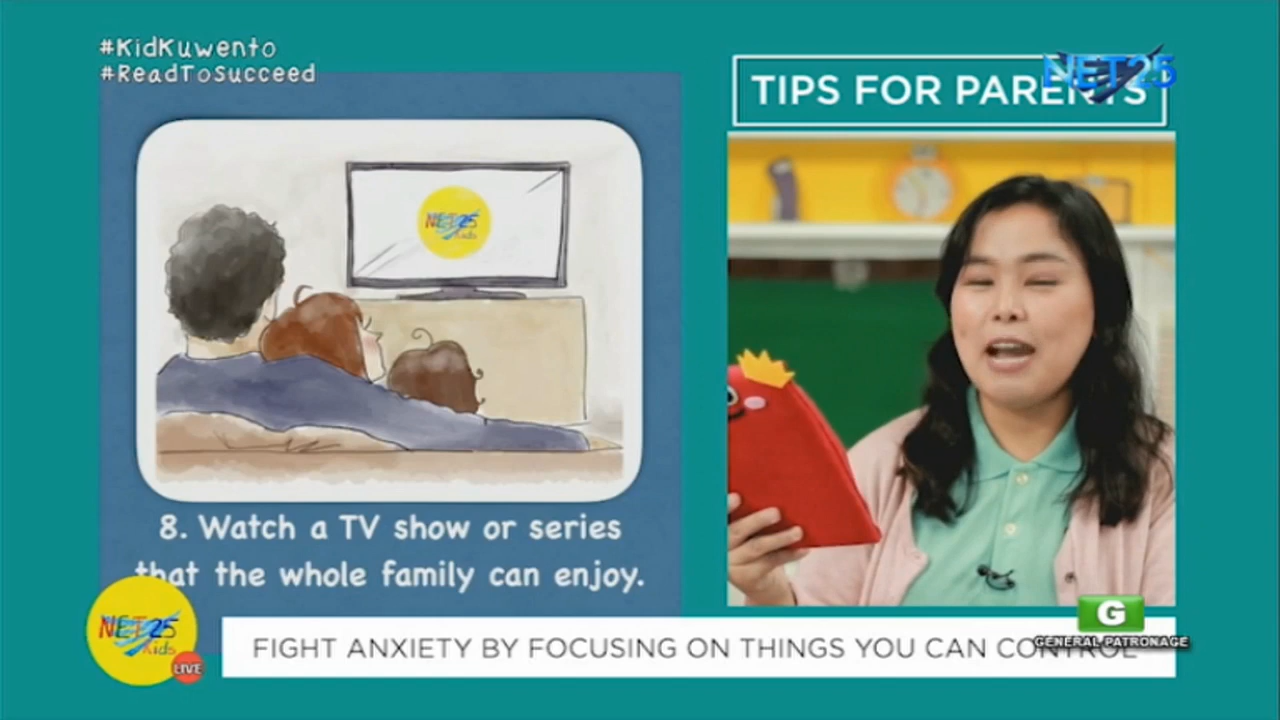 #KidKuwento
#ReadToSucceed
TIPS FOR PARENTS
NET25
NET25
Kids
8. Watch a TV show or series
that the whole family can enjoy.
NET25
Kids
LIVE
FIGHT ANXIETY BY FOCUSING ON THINGS YOU CAN CONTROL
G
GENERAL PATRONAGE